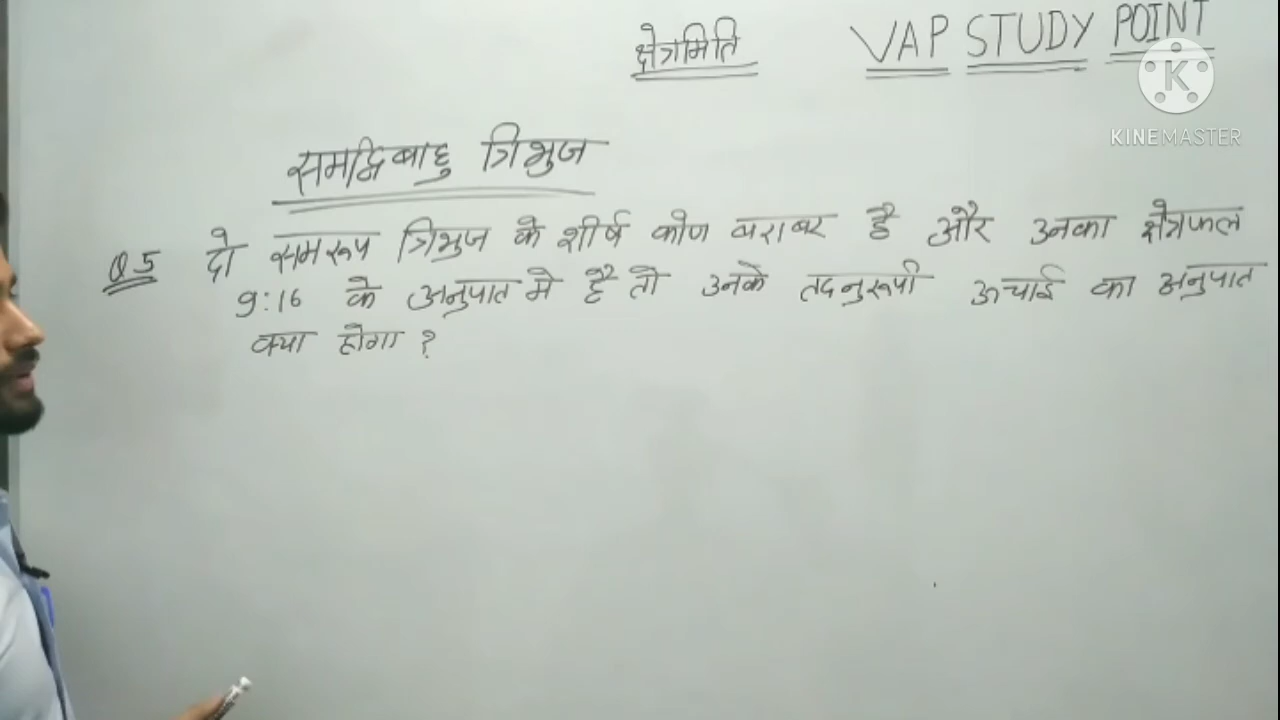 क्षेत्रमिति VAP STUDY POINT
K
KINEMASTER
समद्विबाहु त्रिभुज
Q5 दो समरूप त्रिभुज के शीर्ष कोण बराबर है और उनका क्षेत्रफल
9:16 के अनुपात मे है तो उनके तदनुरूपी ऊचाई का अनुपात
क्या होगा ?